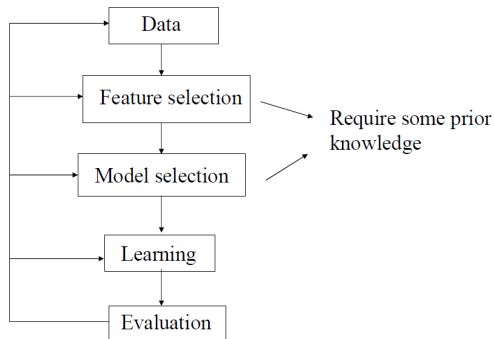 Data
Feature selection
Require some prior
knowledge
Model selection
Learning
Evaluation